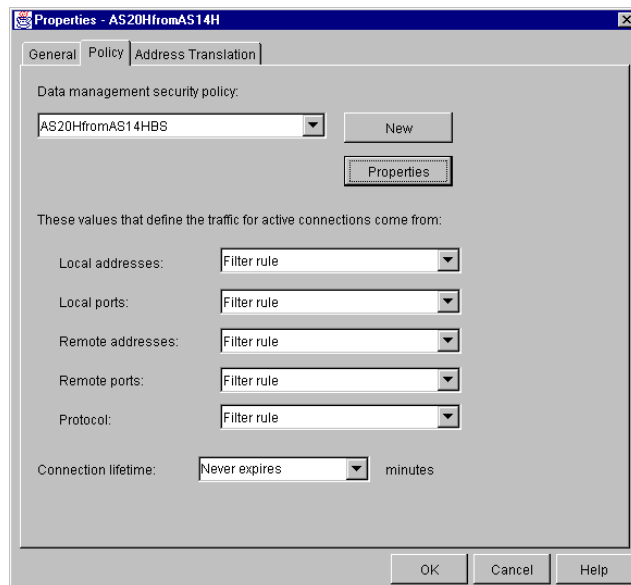 Properties - AS20HfromAS14H
General Policy Address Translation
Data management security policy:
AS20HfromAS14HBS New
Properties
These values that define the traffic for active connections come from:
Local addresses: Filter rule
Local ports: Filter rule
Remote addresses: Filter rule
Remote ports: Filter rule
Protocol: Filter rule
Connection lifetime: Never expires minutes
OK Cancel Help